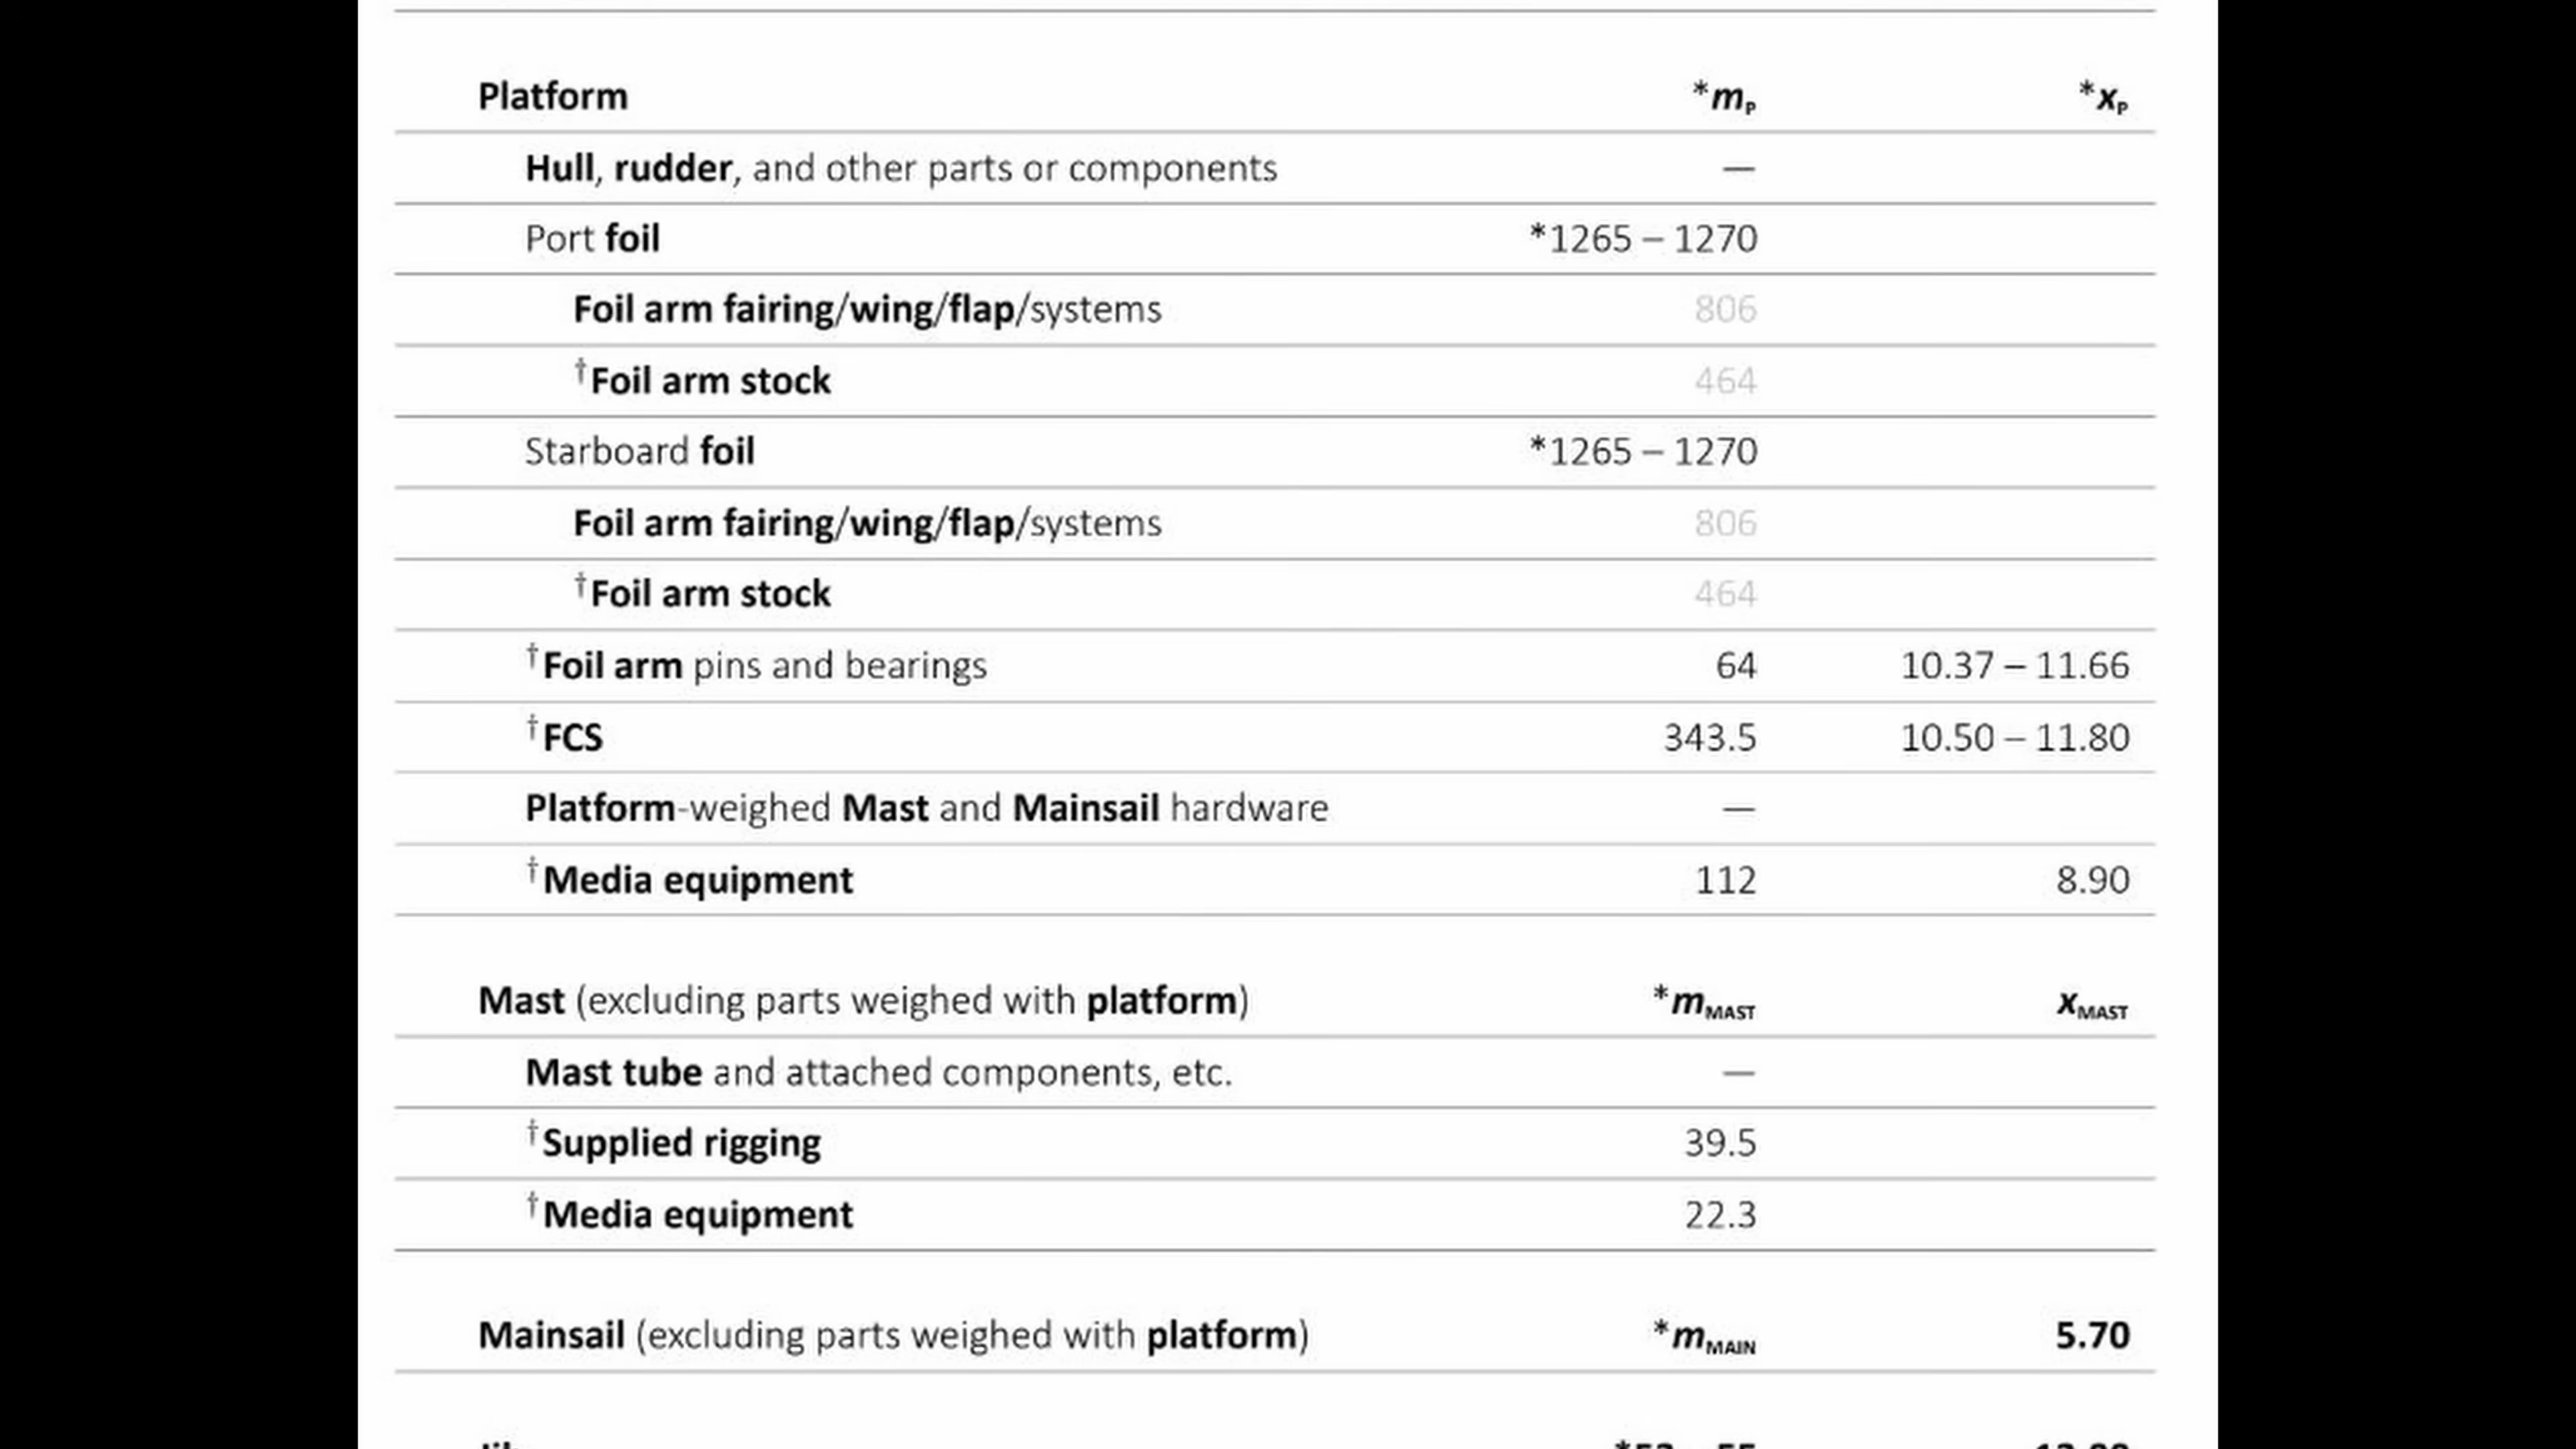 Platform *mP *xP
Hull, rudder, and other parts or components —
Port foil *1265 – 1270
Foil arm fairing/wing/flap/systems 806
†Foil arm stock 464
Starboard foil *1265 – 1270
Foil arm fairing/wing/flap/systems 806
†Foil arm stock 464
†Foil arm pins and bearings 64 10.37 – 11.66
†FCS 343.5 10.50 – 11.80
Platform-weighed Mast and Mainsail hardware —
†Media equipment 112 8.90
Mast (excluding parts weighed with platform) *mMAST xMAST
Mast tube and attached components, etc. —
†Supplied rigging 39.5
†Media equipment 22.3
Mainsail (excluding parts weighed with platform) *mMAIN 5.70